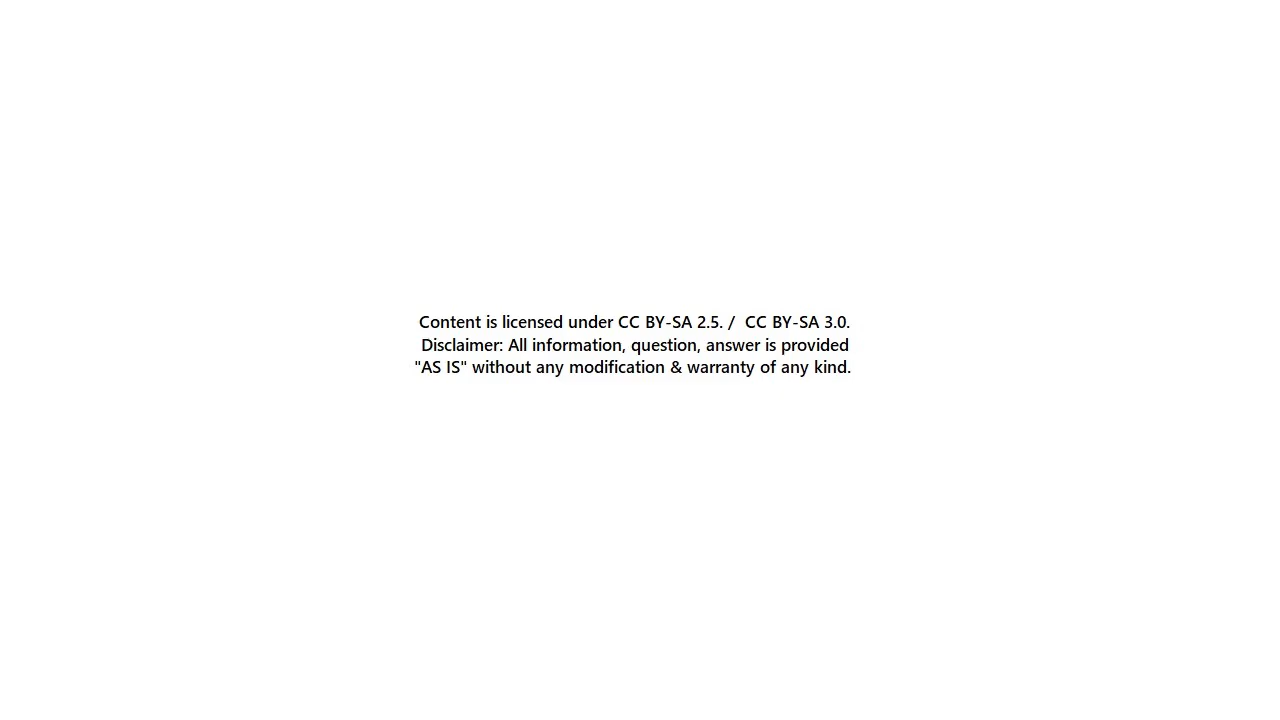 Content is licensed under CC BY-SA 2.5. /  CC BY-SA 3.0.
Disclaimer: All information, question, answer is provided
"AS IS" without any modification & warranty of any kind.